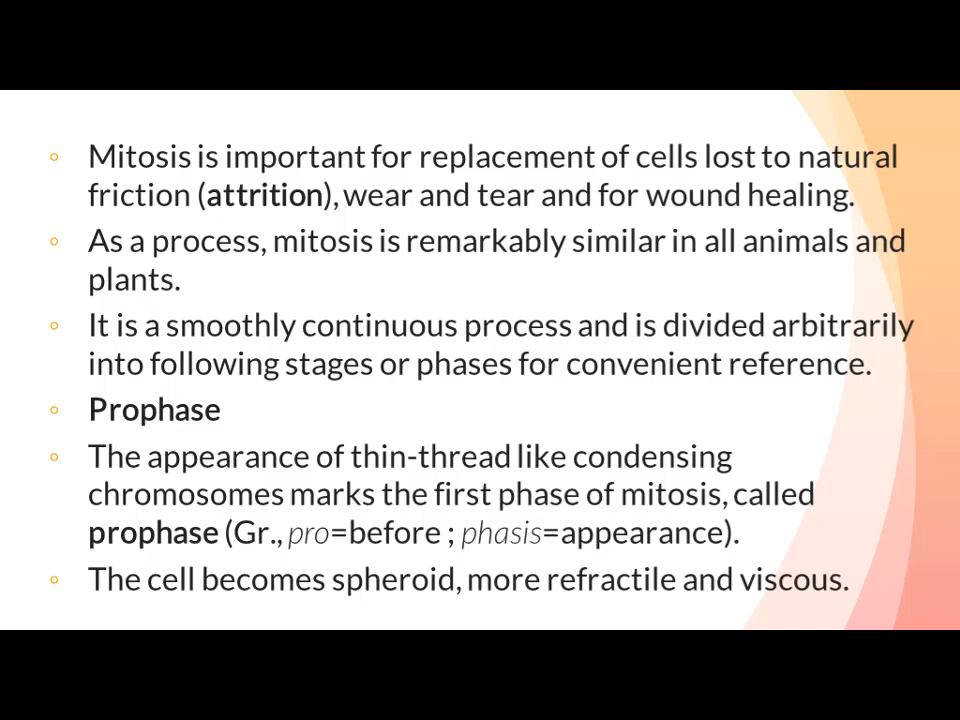 ◦ Mitosis is important for replacement of cells lost to natural
friction (attrition), wear and tear and for wound healing.
◦ As a process, mitosis is remarkably similar in all animals and
plants.
◦ It is a smoothly continuous process and is divided arbitrarily
into following stages or phases for convenient reference.
◦ Prophase
◦ The appearance of thin-thread like condensing
chromosomes marks the first phase of mitosis, called
prophase (Gr., pro=before ; phasis=appearance).
◦ The cell becomes spheroid, more refractile and viscous.